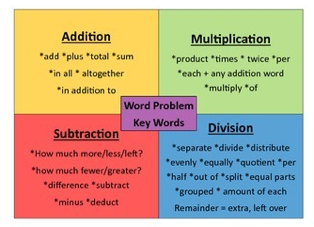 Addition
*add *plus *total *sum
*in all * altogether
*in addition to
Multiplication
*product *times * twice *per
*each + any addition word
*multiply *of
Word Problem
Key Words
Subtraction
*How much more/less/left?
*how much fewer/greater?
*difference *subtract
*minus *deduct
Division
*separate *divide *distribute
*evenly *equally *quotient *per
*half *out of *split *equal parts
*grouped * amount of each
Remainder = extra, left over